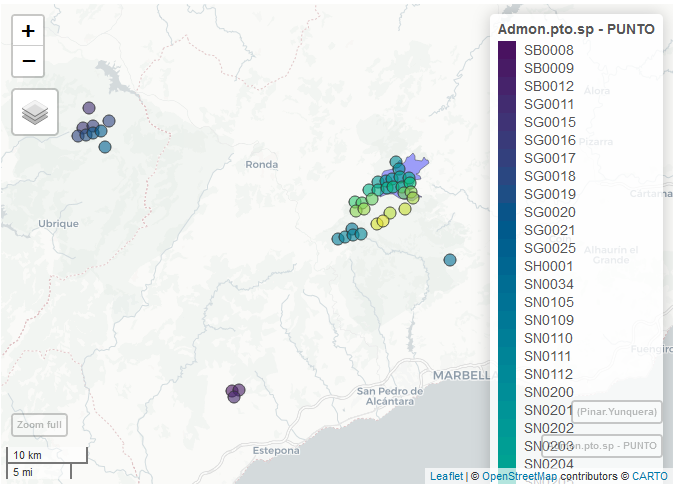 +
−
Admon.pto.sp - PUNTO
SB0008
SB0009
SB0012
SG0011
SG0015
SG0016
SG0017
SG0018
SG0019
SG0020
SG0021
SG0025
SH0001
SN0034
SN0105
SN0109
SN0110
SN0111
SN0112
SN0200
SN0201
SN0202
SN0203
SN0204
Álora
Pizarra
Cartama
Alhaurín el
Grande
Fuengiro
Ronda
Ubrique
MARBELL
San Pedro de
Alcántara
Estepona
Zoom full
(Pinar.Yunquera)
Admon.pto.sp - PUNTO
10 km
5 mi
Leaflet | © OpenStreetMap contributors © CARTO